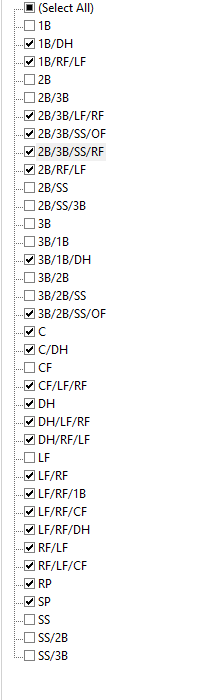 (Select All)
1B
1B/DH
1B/RF/LF
2B
2B/3B
2B/3B/LF/RF
2B/3B/SS/OF
2B/3B/SS/RF
2B/RF/LF
2B/SS
2B/SS/3B
3B
3B/1B
3B/1B/DH
3B/2B
3B/2B/SS
3B/2B/SS/OF
C
C/DH
CF
CF/LF/RF
DH
DH/LF/RF
DH/RF/LF
LF
LF/RF
LF/RF/1B
LF/RF/CF
LF/RF/DH
RF/LF
RF/LF/CF
RP
SP
SS
SS/2B
SS/3B